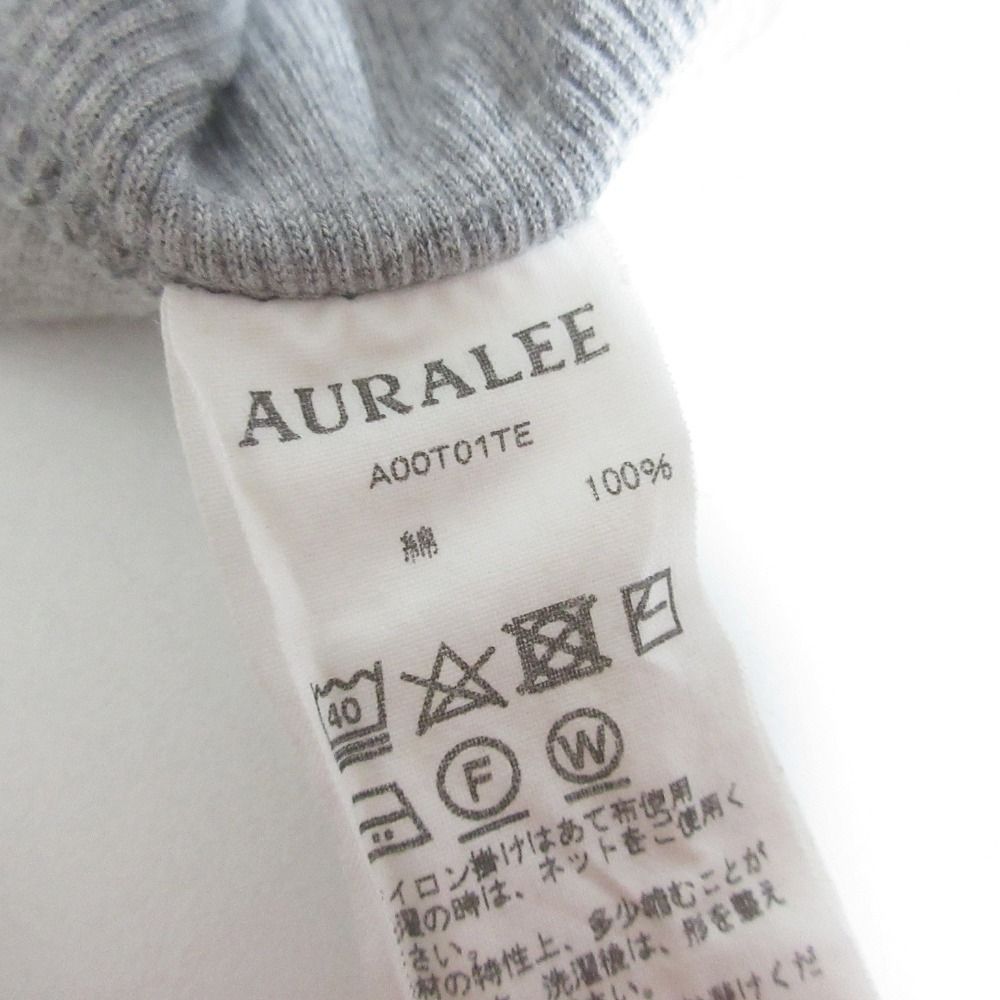 AURALEE
A00T01TE
綿 100%
40
F W
イロン掛けはあて布使用
濯の時は、ネットをご使用く
さい。
材の特性上、多少縮むことが
洗濯後は、形を整え
さい。